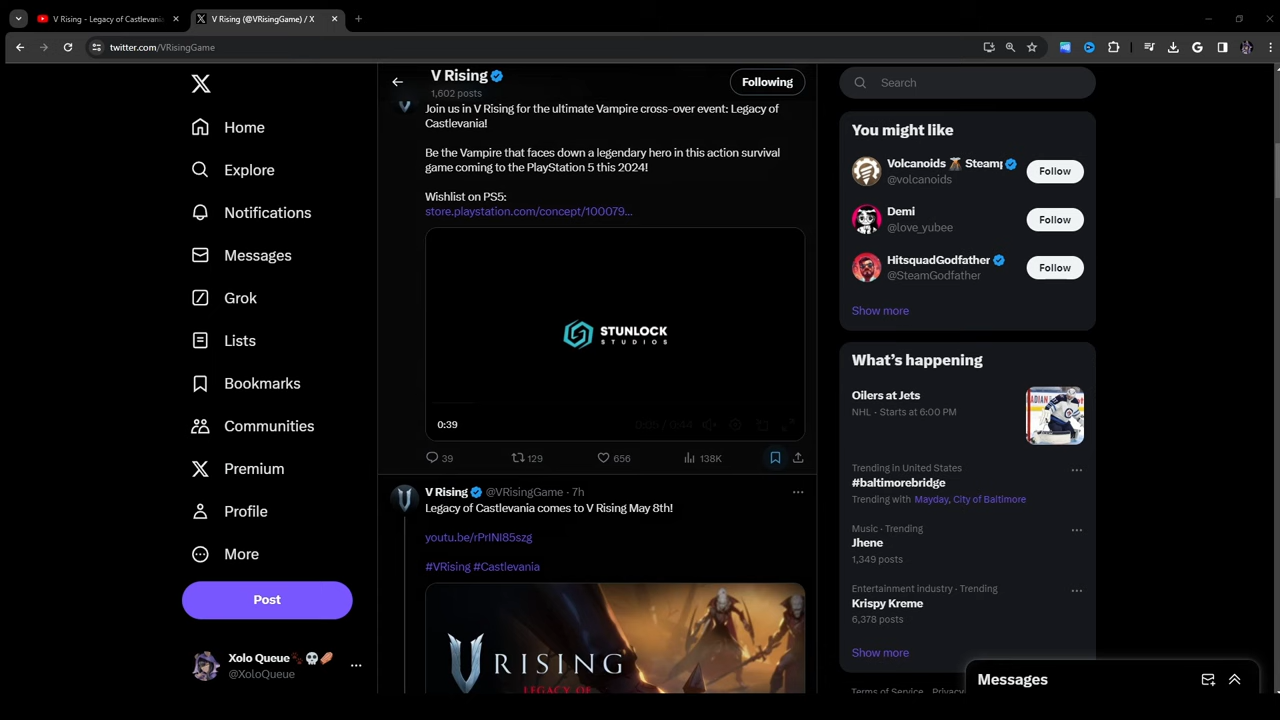 V Rising - Legacy of Castlevania
V Rising (@VRisingGame) / X
twitter.com/VRisingGame
Home
Explore
Notifications
Messages
Grok
Lists
Bookmarks
Communities
Premium
Profile
More
Post
Xolo Queue
@XoloQueue
V Rising
1,602 posts
Following
Join us in V Rising for the ultimate Vampire cross-over event: Legacy of
Castlevania!
Be the Vampire that faces down a legendary hero in this action survival
game coming to the PlayStation 5 this 2024!
Wishlist on PS5:
store.playstation.com/concept/100079...
STUNLOCK
STUDIOS
0:39
0:00 / 0:44
39
129
656
138K
V Rising @VRisingGame · 7h
Legacy of Castlevania comes to V Rising May 8th!
youtu.be/rPrINI85szg
#VRising #Castlevania
V RISING
LEGACY OF
Search
You might like
Volcanoids Steamp
@volcanoids
Follow
Demi
@love_yubee
Follow
HitsquadGodfather
@SteamGodfather
Follow
Show more
What's happening
Oilers at Jets
NHL · Starts at 6:00 PM
Trending in United States
#baltimorebridge
Trending with Mayday, City of Baltimore
Music · Trending
Jhene
1,349 posts
Entertainment industry · Trending
Krispy Kreme
6,378 posts
Show more
Terms of Service
Privacy
Messages